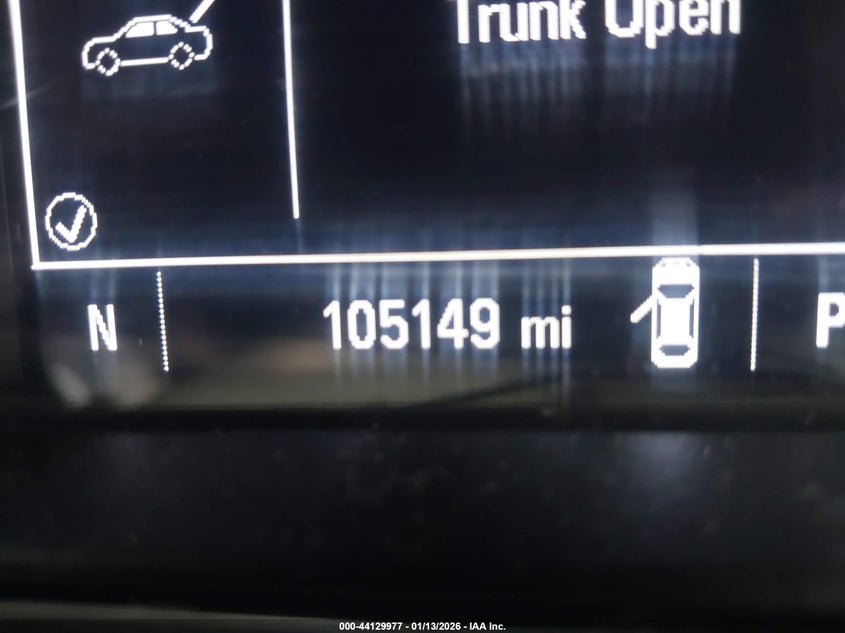 Trunk Open
N 105149 mi P
000-44129977 - 01/13/2026 - IAA Inc.